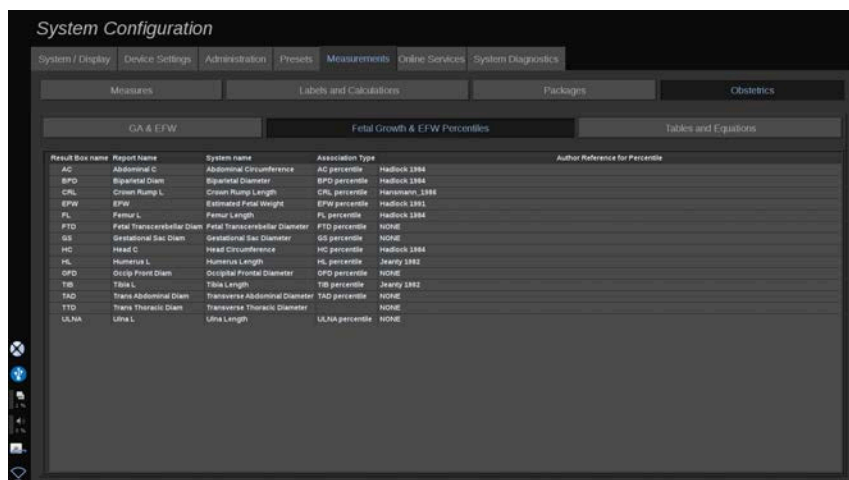 System Configuration
System / Display Device Settings Administration Presets Measurements Online Services System Diagnostics
Measures Labels and Calculations Packages Obstetrics
GA & EFW Fetal Growth & EFW Percentiles Tables and Equations
Result Box name Report Name System name Association Type Author Reference for Percentile
AC Abdominal C Abdominal Circumference AC percentile Hadlock 1984
BPD Biparietal Diam Biparietal Diameter BPD percentile Hadlock 1984
CRL Crown Rump L Crown Rump Length CRL percentile Hansmann_1986
EFW EFW Estimated Fetal Weight EFW percentile Hadlock 1991
FL Femur L Femur Length FL percentile Hadlock 1984
FTD Fetal Transcerebellar Diam Fetal Transcerebellar Diameter FTD percentile NONE
GS Gestational Sac Diam Gestational Sac Diameter GS percentile NONE
HC Head C Head Circumference HC percentile Hadlock 1984
HL Humerus L Humerus Length HL percentile Jeanty 1982
OFD Occip Front Diam Occipital Frontal Diameter OFD percentile NONE
TIB Tibia L Tibia Length TIB percentile Jeanty 1982
TAD Trans Abdominal Diam Transverse Abdominal Diameter TAD percentile NONE
TTD Trans Thoracic Diam Transverse Thoracic Diameter NONE
ULNA Ulna L Ulna Length ULNA percentile NONE